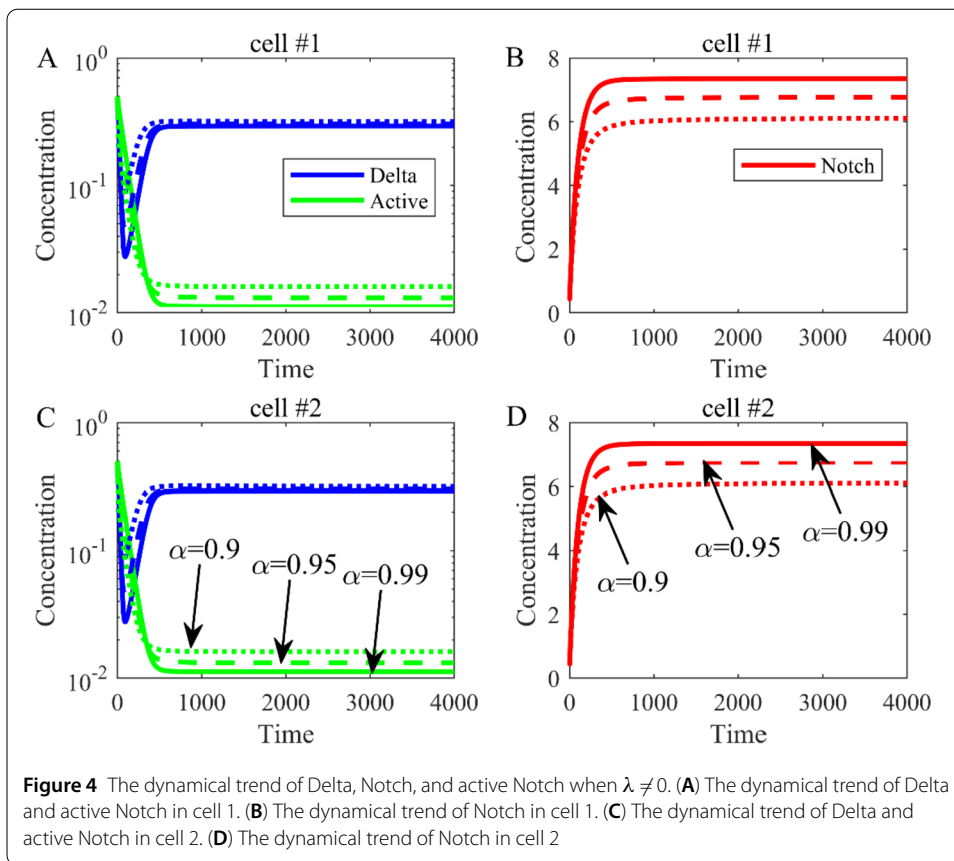 A
cell #1
10^0
10^-1
10^-2
Concentration
Delta
Active
0
1000
2000
3000
4000
Time
B
cell #1
8
6
4
2
0
Concentration
Notch
0
1000
2000
3000
4000
Time
C
cell #2
10^0
10^-1
10^-2
Concentration
α=0.9
α=0.95
α=0.99
0
1000
2000
3000
4000
Time
D
cell #2
8
6
4
2
0
Concentration
α=0.9
α=0.95
α=0.99
0
1000
2000
3000
4000
Time
Figure 4 The dynamical trend of Delta, Notch, and active Notch when λ ≠ 0. (A) The dynamical trend of Delta
and active Notch in cell 1. (B) The dynamical trend of Notch in cell 1. (C) The dynamical trend of Delta and
active Notch in cell 2. (D) The dynamical trend of Notch in cell 2